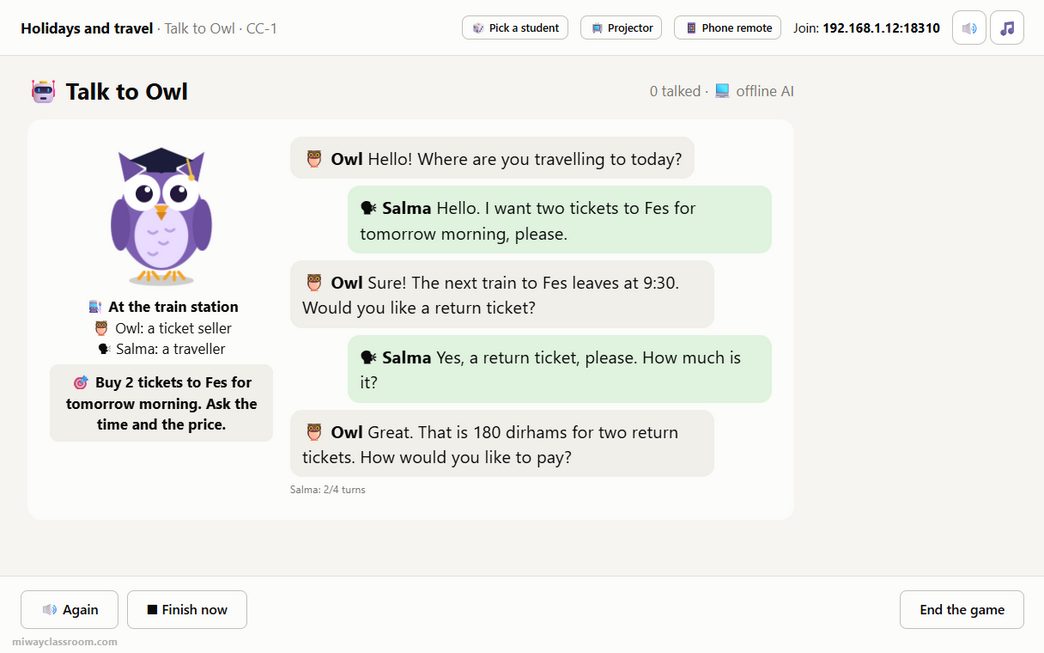 Holidays and travel · Talk to Owl · CC-1
Pick a student
Projector
Phone remote
Join: 192.168.1.12:18310
Talk to Owl
0 talked · offline AI
At the train station
Owl: a ticket seller
Salma: a traveller
Buy 2 tickets to Fes for
tomorrow morning. Ask the
time and the price.
Owl Hello! Where are you travelling to today?
Salma Hello. I want two tickets to Fes for
tomorrow morning, please.
Owl Sure! The next train to Fes leaves at 9:30.
Would you like a return ticket?
Salma Yes, a return ticket, please. How much is
it?
Owl Great. That is 180 dirhams for two return
tickets. How would you like to pay?
Salma: 2/4 turns
Again
Finish now
End the game
miwayclassroom.com